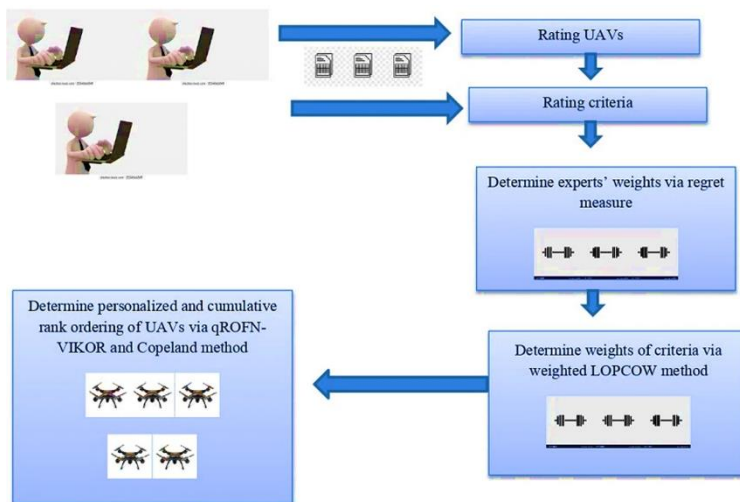 Rating UAVs
Rating criteria
Determine experts' weights via regret
measure
Determine weights of criteria via
weighted LOPCOW method
Determine personalized and cumulative
rank ordering of UAVs via qROFN-
VIKOR and Copeland method